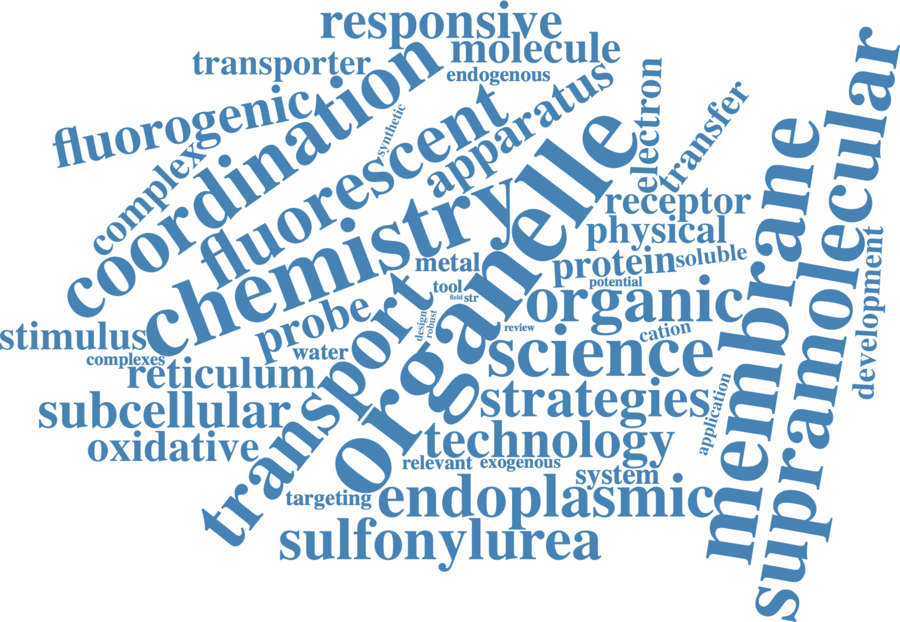 responsive
molecule
transporter
endogenous
fluorogenic
coordination
synthetic
apparatus
electron
transfer
complex
fluorescent
supramolecular
membrane
chemistry
organelle
receptor
physical
development
metal
protein
soluble
potential
tool
field
str
organic
stimulus
probe
design
robust
review
cation
complexes
water
transport
science
reticulum
subcellular
strategies
application
oxidative
technology
relevant
exogenous
system
targeting
endoplasmic
sulfonylurea